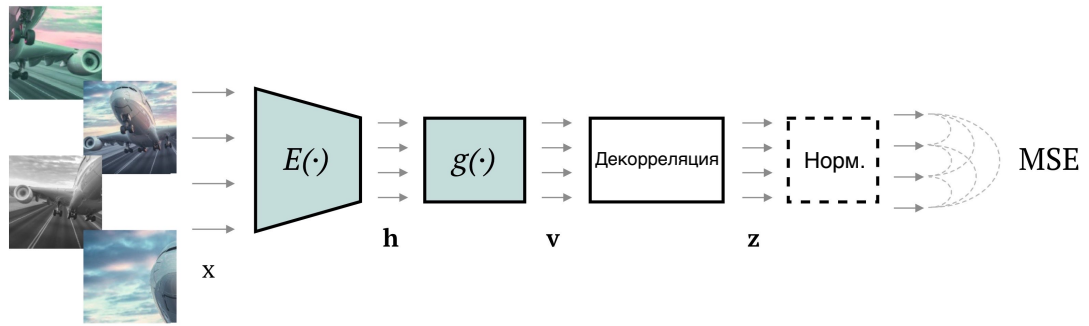 E(·)
g(·)
Декорреляция
Норм.
MSE
h
v
z
x